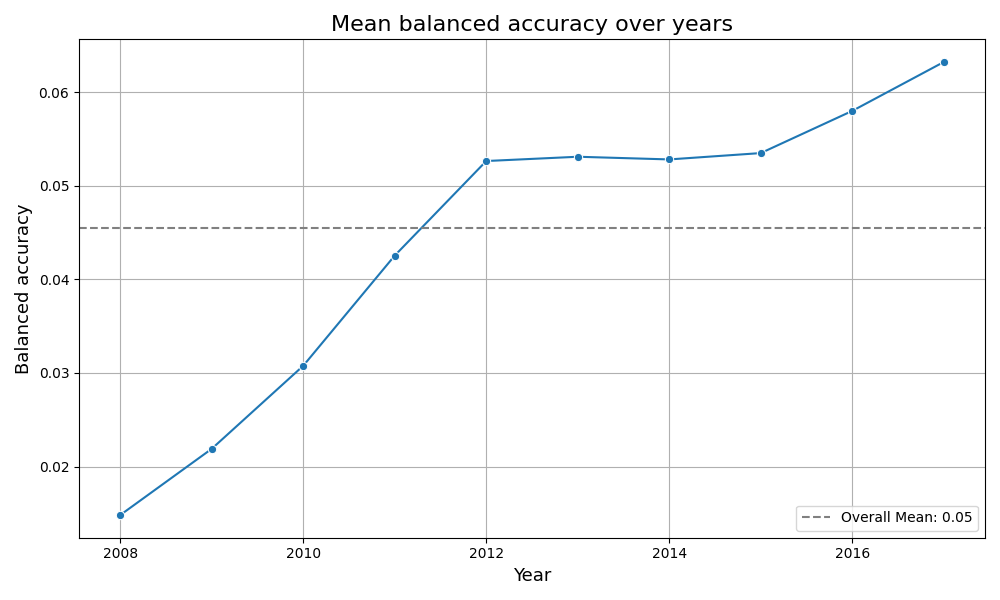 Mean balanced accuracy over years
Balanced accuracy
0.06
0.05
0.04
0.03
0.02
Overall Mean: 0.05
2008
2010
2012
2014
2016
Year